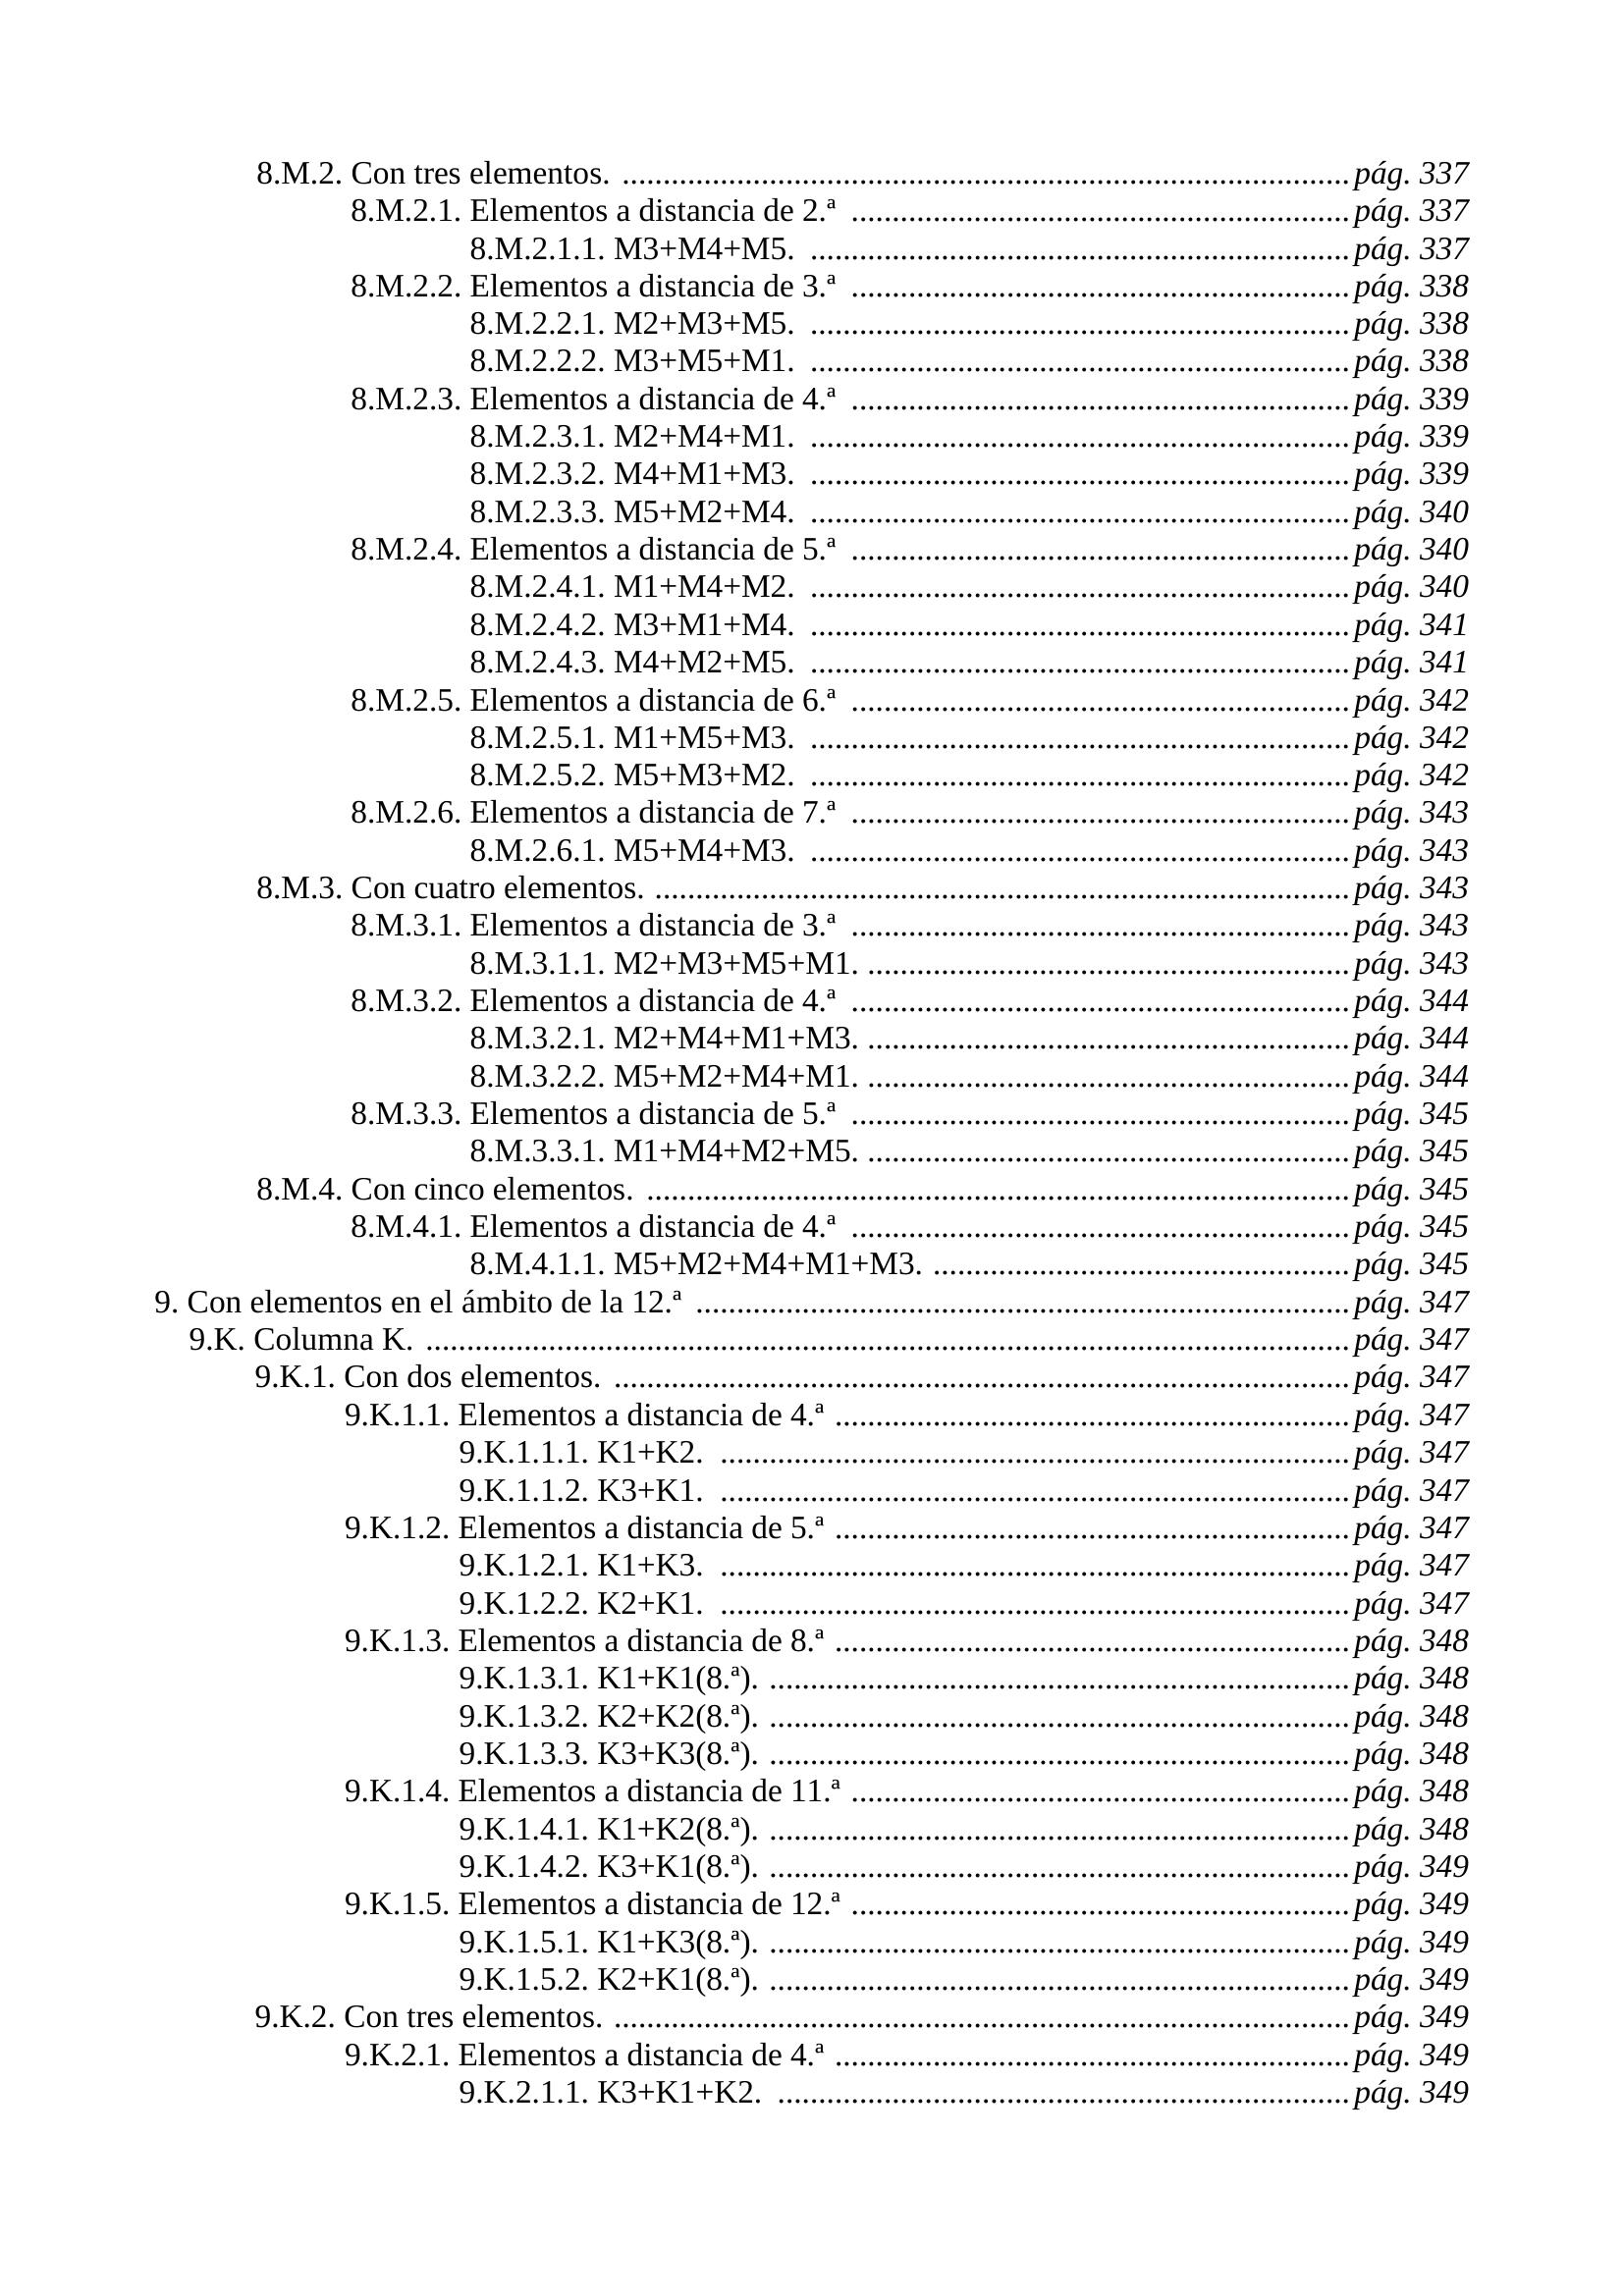 8.M.2. Con tres elementos. ........................................................................................ pág. 337
8.M.2.1. Elementos a distancia de 2.ª ............................................................. pág. 337
8.M.2.1.1. M3+M4+M5. .................................................................. pág. 337
8.M.2.2. Elementos a distancia de 3.ª ............................................................. pág. 338
8.M.2.2.1. M2+M3+M5. .................................................................. pág. 338
8.M.2.2.2. M3+M5+M1. .................................................................. pág. 338
8.M.2.3. Elementos a distancia de 4.ª ............................................................. pág. 339
8.M.2.3.1. M2+M4+M1. .................................................................. pág. 339
8.M.2.3.2. M4+M1+M3. .................................................................. pág. 339
8.M.2.3.3. M5+M2+M4. .................................................................. pág. 340
8.M.2.4. Elementos a distancia de 5.ª ............................................................. pág. 340
8.M.2.4.1. M1+M4+M2. .................................................................. pág. 340
8.M.2.4.2. M3+M1+M4. .................................................................. pág. 341
8.M.2.4.3. M4+M2+M5. .................................................................. pág. 341
8.M.2.5. Elementos a distancia de 6.ª ............................................................. pág. 342
8.M.2.5.1. M1+M5+M3. .................................................................. pág. 342
8.M.2.5.2. M5+M3+M2. .................................................................. pág. 342
8.M.2.6. Elementos a distancia de 7.ª ............................................................. pág. 343
8.M.2.6.1. M5+M4+M3. .................................................................. pág. 343
8.M.3. Con cuatro elementos. ..................................................................................... pág. 343
8.M.3.1. Elementos a distancia de 3.ª ............................................................. pág. 343
8.M.3.1.1. M2+M3+M5+M1. ........................................................... pág. 343
8.M.3.2. Elementos a distancia de 4.ª ............................................................. pág. 344
8.M.3.2.1. M2+M4+M1+M3. ........................................................... pág. 344
8.M.3.2.2. M5+M2+M4+M1. ........................................................... pág. 344
8.M.3.3. Elementos a distancia de 5.ª ............................................................. pág. 345
8.M.3.3.1. M1+M4+M2+M5. ........................................................... pág. 345
8.M.4. Con cinco elementos. ...................................................................................... pág. 345
8.M.4.1. Elementos a distancia de 4.ª ............................................................. pág. 345
8.M.4.1.1. M5+M2+M4+M1+M3. ................................................... pág. 345
9. Con elementos en el ámbito de la 12.ª ................................................................................ pág. 347
9.K. Columna K. ................................................................................................................. pág. 347
9.K.1. Con dos elementos. .......................................................................................... pág. 347
9.K.1.1. Elementos a distancia de 4.ª ............................................................... pág. 347
9.K.1.1.1. K1+K2. ............................................................................. pág. 347
9.K.1.1.2. K3+K1. ............................................................................. pág. 347
9.K.1.2. Elementos a distancia de 5.ª ............................................................... pág. 347
9.K.1.2.1. K1+K3. ............................................................................. pág. 347
9.K.1.2.2. K2+K1. ............................................................................. pág. 347
9.K.1.3. Elementos a distancia de 8.ª ............................................................... pág. 348
9.K.1.3.1. K1+K1(8.ª). ....................................................................... pág. 348
9.K.1.3.2. K2+K2(8.ª). ....................................................................... pág. 348
9.K.1.3.3. K3+K3(8.ª). ....................................................................... pág. 348
9.K.1.4. Elementos a distancia de 11.ª ............................................................. pág. 348
9.K.1.4.1. K1+K2(8.ª). ....................................................................... pág. 348
9.K.1.4.2. K3+K1(8.ª). ....................................................................... pág. 349
9.K.1.5. Elementos a distancia de 12.ª ............................................................. pág. 349
9.K.1.5.1. K1+K3(8.ª). ....................................................................... pág. 349
9.K.1.5.2. K2+K1(8.ª). ....................................................................... pág. 349
9.K.2. Con tres elementos. .......................................................................................... pág. 349
9.K.2.1. Elementos a distancia de 4.ª ............................................................... pág. 349
9.K.2.1.1. K3+K1+K2. ...................................................................... pág. 349